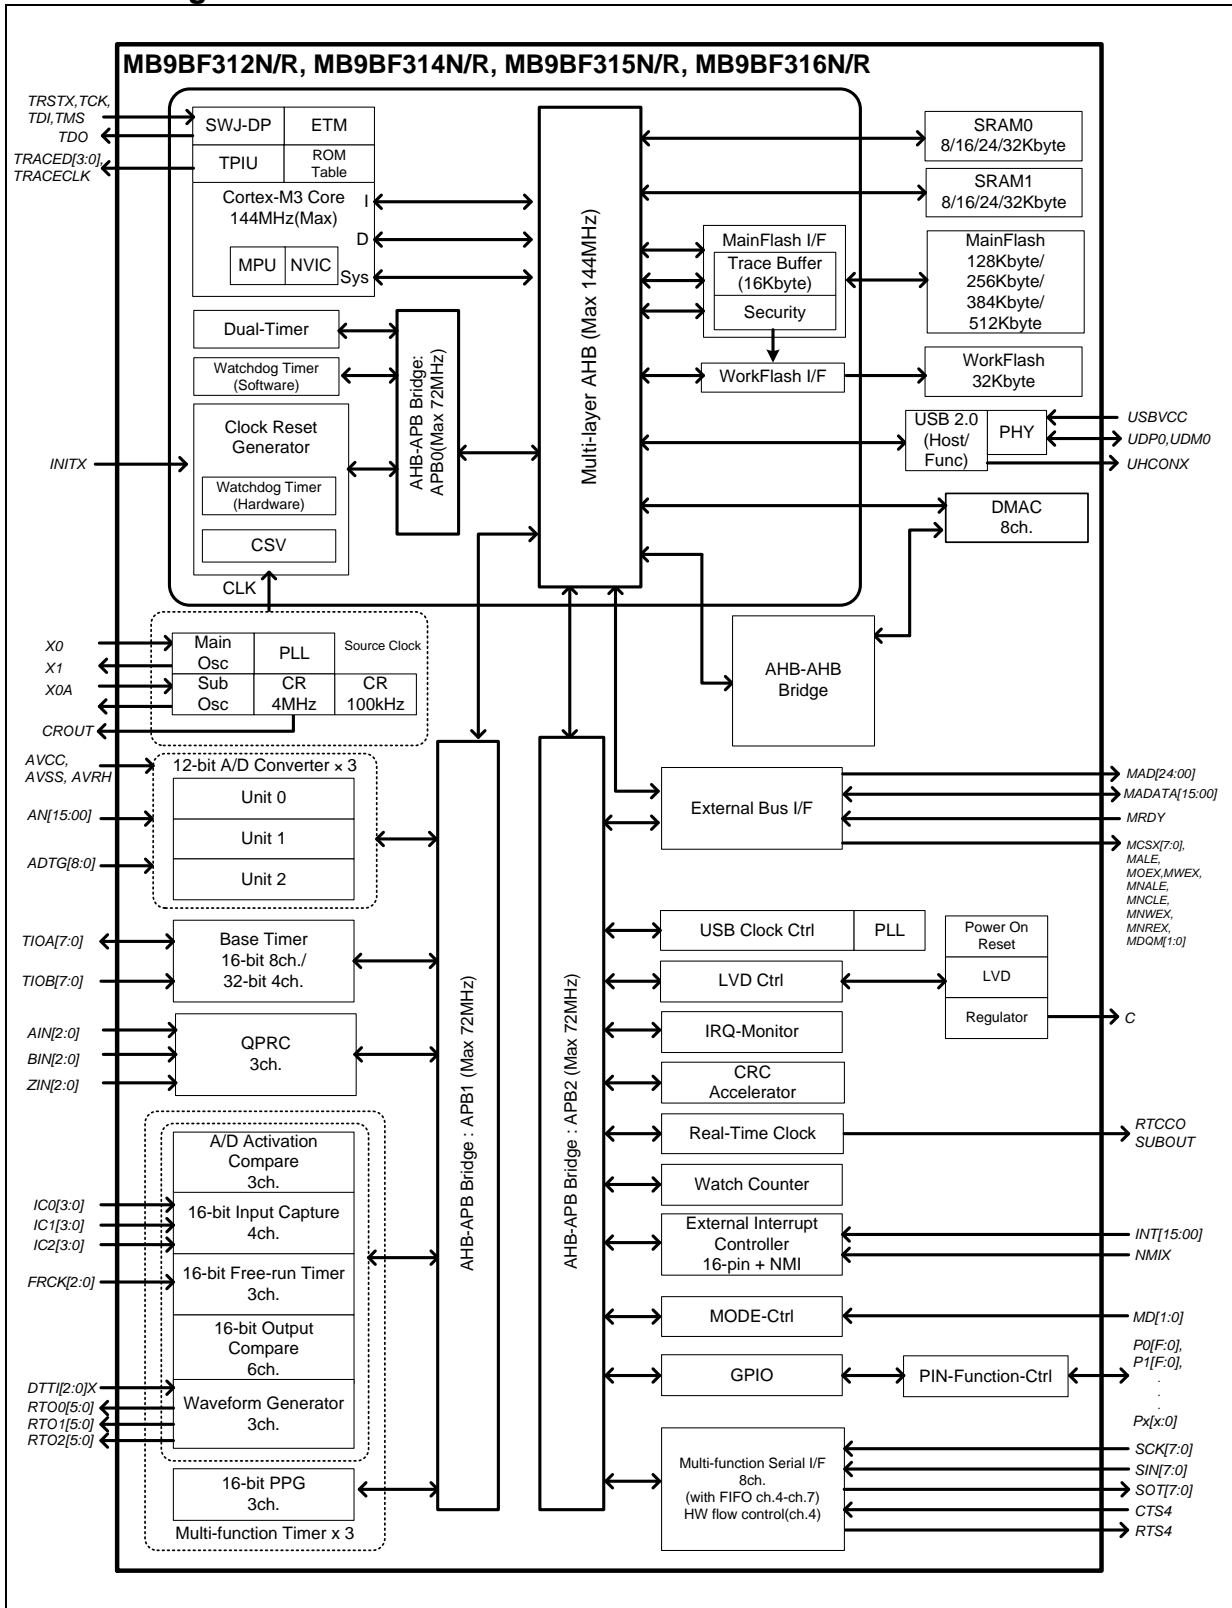 MB9BF312N/R, MB9BF314N/R, MB9BF315N/R, MB9BF316N/R
TRSTX,TCK,
TDI,TMS
TDO
TRACED[3:0],
TRACECLK
SWJ-DP
ETM
TPIU
ROM
Table
Cortex-M3 Core
144MHz(Max)
I
D
Sys
MPU
NVIC
Dual-Timer
Watchdog Timer
(Software)
Clock Reset
Generator
Watchdog Timer
(Hardware)
CSV
CLK
INITX
AHB-APB Bridge:
APB0(Max 72MHz)
Multi-layer AHB (Max 144MHz)
SRAM0
8/16/24/32Kbyte
SRAM1
8/16/24/32Kbyte
MainFlash I/F
Trace Buffer
(16Kbyte)
Security
MainFlash
128Kbyte/
256Kbyte/
384Kbyte/
512Kbyte
WorkFlash I/F
WorkFlash
32Kbyte
USB 2.0
(Host/
Func)
PHY
USBVCC
UDP0,UDM0
UHCONX
DMAC
8ch.
AHB-AHB
Bridge
X0
X1
X0A
CROUT
Main
Osc
PLL
Source Clock
Sub
Osc
CR
4MHz
CR
100kHz
AVCC,
AVSS, AVRH
AN[15:00]
ADTG[8:0]
12-bit A/D Converter × 3
Unit 0
Unit 1
Unit 2
TIOA[7:0]
TIOB[7:0]
Base Timer
16-bit 8ch./
32-bit 4ch.
AIN[2:0]
BIN[2:0]
ZIN[2:0]
QPRC
3ch.
A/D Activation
Compare
3ch.
IC0[3:0]
IC1[3:0]
IC2[3:0]
16-bit Input Capture
4ch.
FRCK[2:0]
16-bit Free-run Timer
3ch.
16-bit Output
Compare
6ch.
DTTI[2:0]X
RTO0[5:0]
RTO1[5:0]
RTO2[5:0]
Waveform Generator
3ch.
16-bit PPG
3ch.
Multi-function Timer x 3
AHB-APB Bridge : APB1 (Max 72MHz)
AHB-APB Bridge : APB2 (Max 72MHz)
External Bus I/F
MAD[24:00]
MADATA[15:00]
MRDY
MCSX[7:0],
MALE,
MOEX,MWEX,
MNALE,
MNCLE,
MNWEX,
MNREX,
MDQM[1:0]
USB Clock Ctrl
PLL
LVD Ctrl
Power On
Reset
LVD
Regulator
C
IRQ-Monitor
CRC
Accelerator
Real-Time Clock
RTCCO
SUBOUT
Watch Counter
External Interrupt
Controller
16-pin + NMI
INT[15:00]
NMIX
MODE-Ctrl
MD[1:0]
GPIO
PIN-Function-Ctrl
P0[F:0],
P1[F:0],
.
.
.
Px[x:0]
Multi-function Serial I/F
8ch.
(with FIFO ch.4-ch.7)
HW flow control(ch.4)
SCK[7:0]
SIN[7:0]
SOT[7:0]
CTS4
RTS4